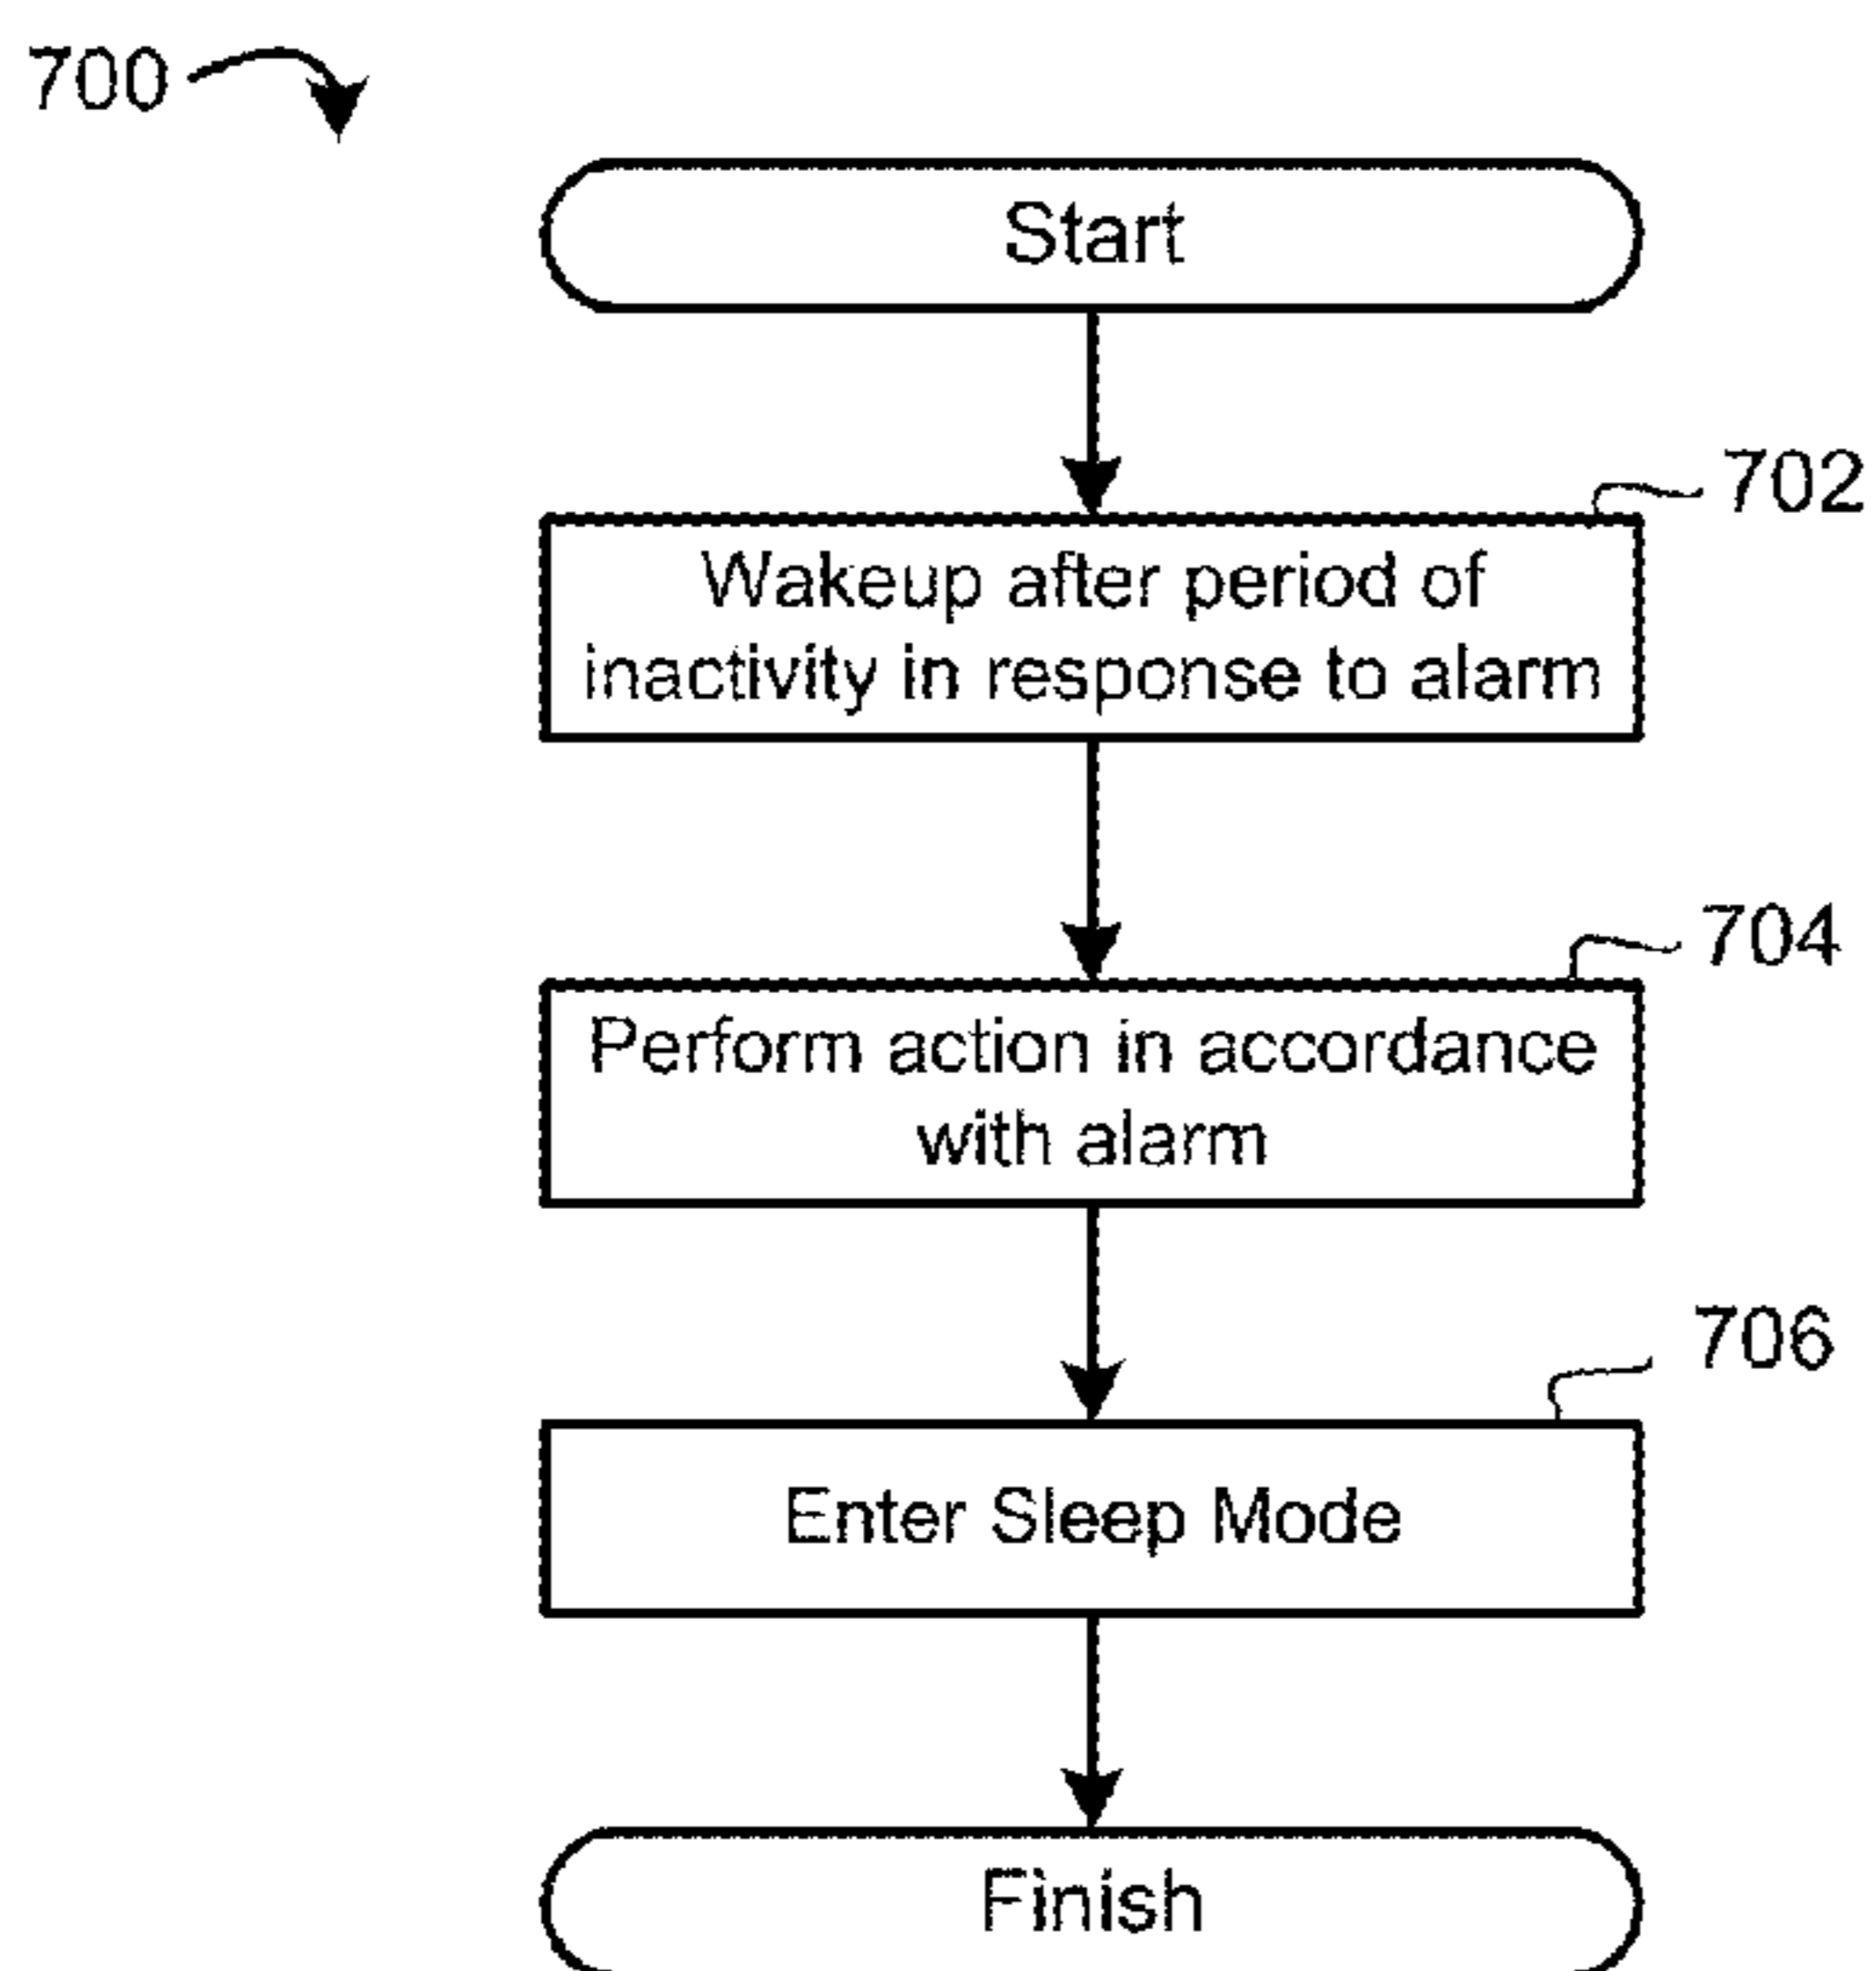 700
Start
702
Wakeup after period of
inactivity in response to alarm
704
Perform action in accordance
with alarm
706
Enter Sleep Mode
Finish